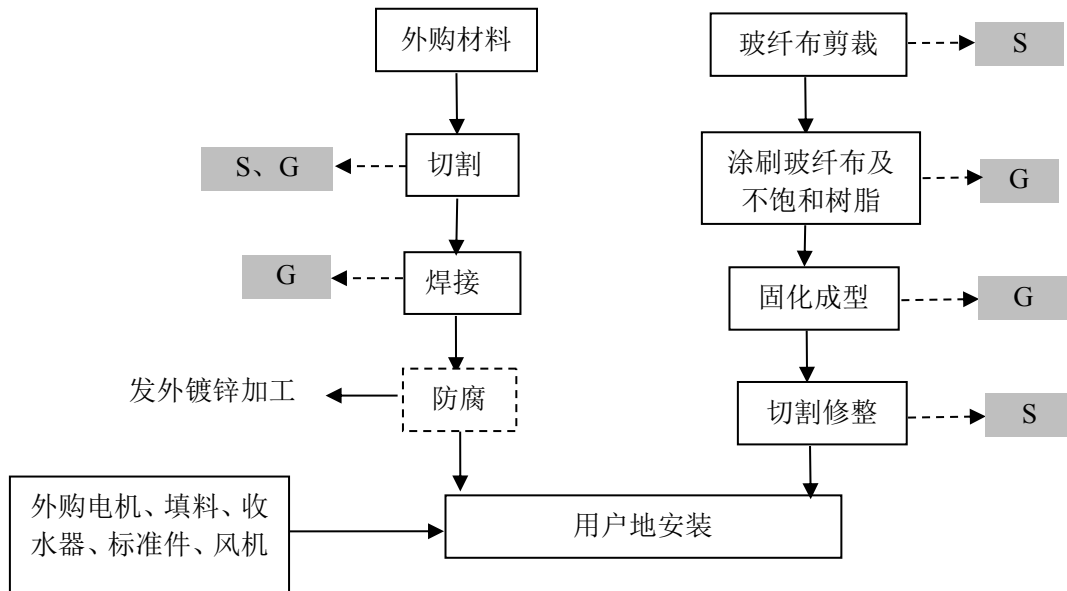 外购材料
玻纤布剪裁
S
S、G
切割
涂刷玻纤布及
不饱和树脂
G
G
焊接
固化成型
G
发外镀锌加工
防腐
切割修整
S
外购电机、填料、收
水器、标准件、风机
用户地安装